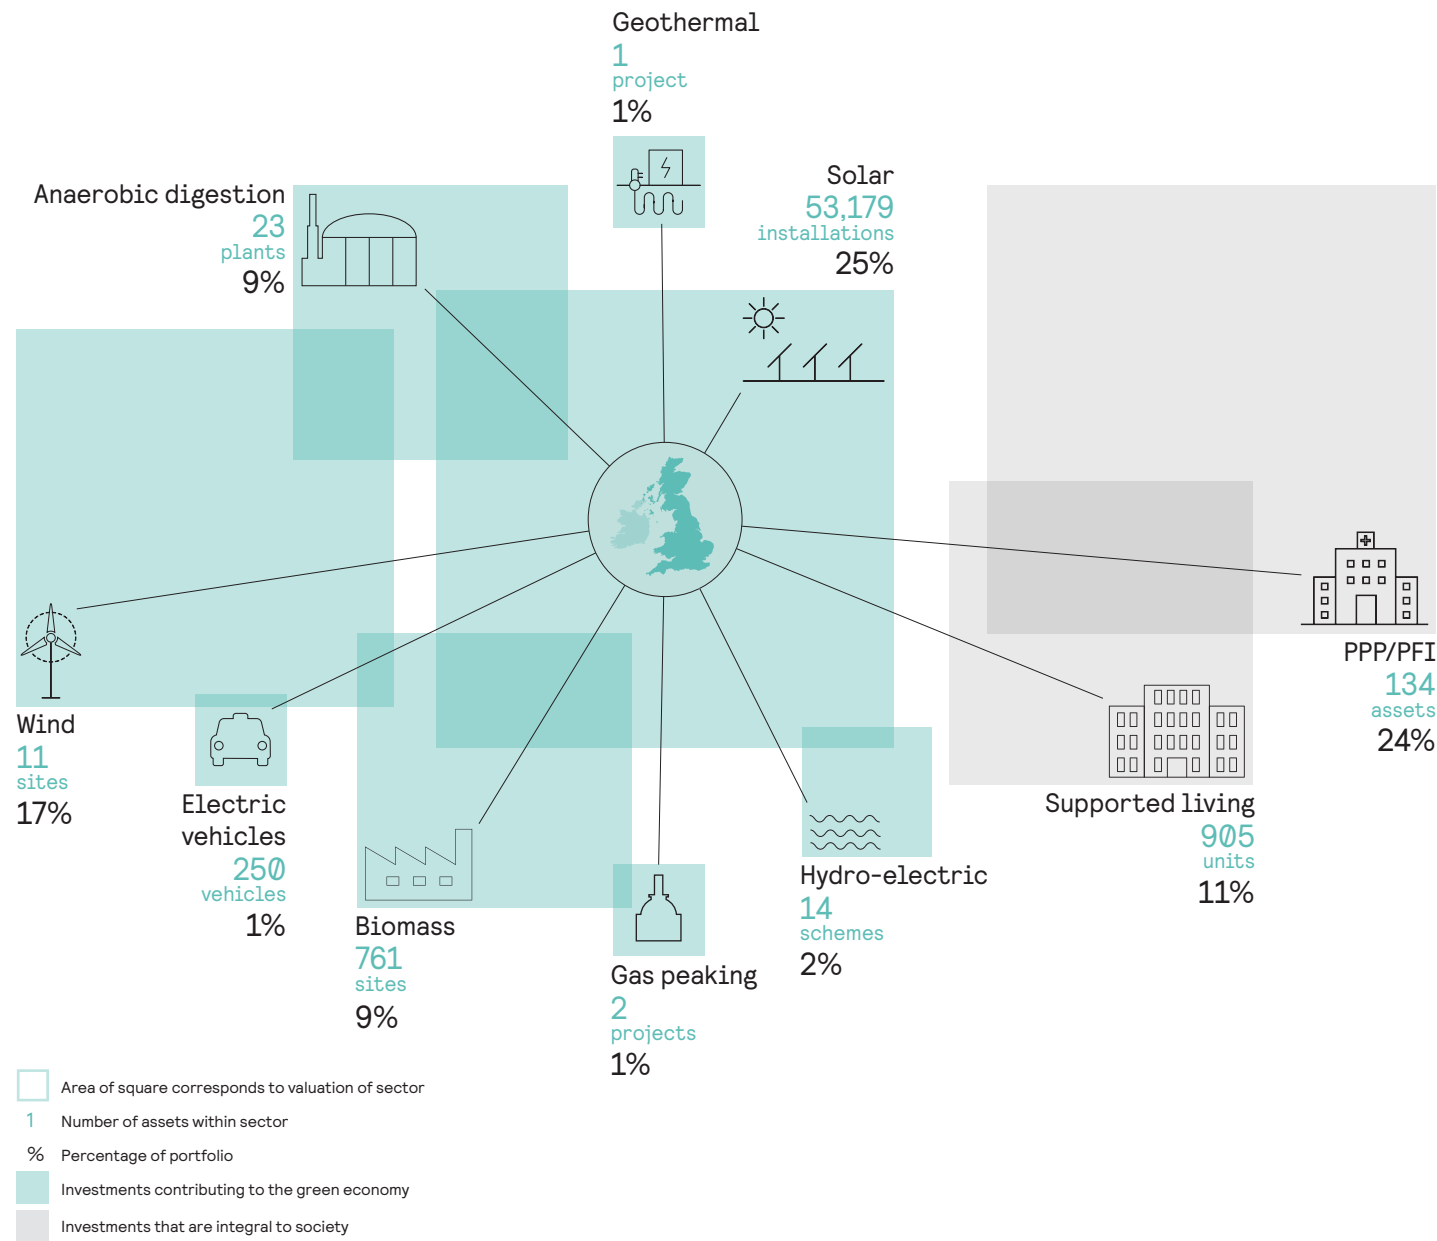 Geothermal
1
project
1%
Anaerobic digestion
23
plants
9%
Solar
53,179
installations
25%
Wind
11
sites
17%
Electric
vehicles
250
vehicles
1%
Biomass
761
sites
9%
Gas peaking
2
projects
1%
Hydro-electric
14
schemes
2%
Supported living
905
units
11%
PPP/PFI
134
assets
24%
Area of square corresponds to valuation of sector
1 Number of assets within sector
% Percentage of portfolio
Investments contributing to the green economy
Investments that are integral to society